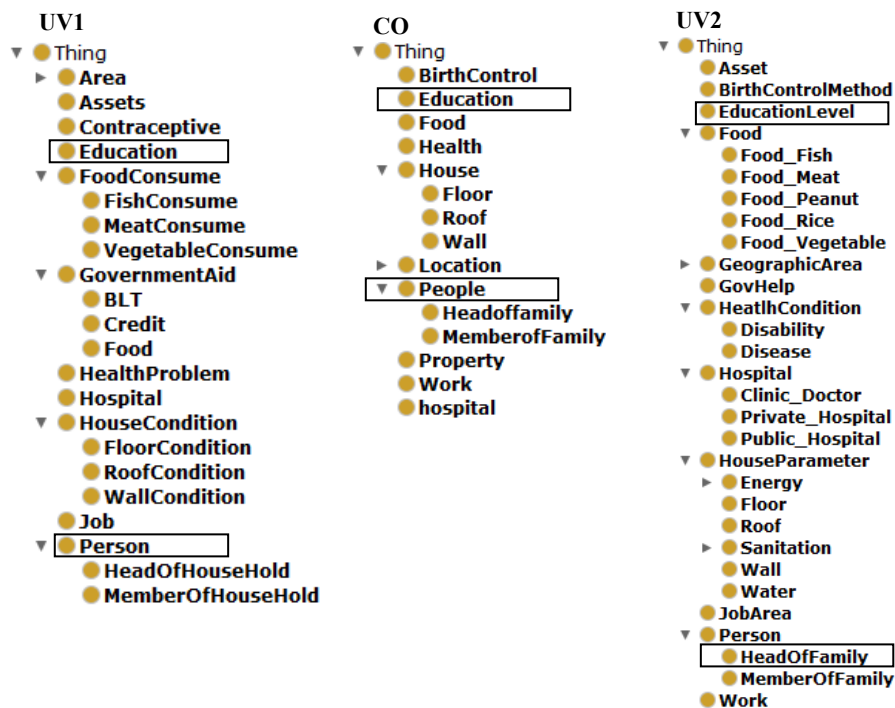 UV1
Thing
Area
Assets
Contraceptive
Education
FoodConsume
FishConsume
MeatConsume
VegetableConsume
GovernmentAid
BLT
Credit
Food
HealthProblem
Hospital
HouseCondition
FloorCondition
RoofCondition
WallCondition
Job
Person
HeadOfHouseHold
MemberOfHouseHold
CO
Thing
BirthControl
Education
Food
Health
House
Floor
Roof
Wall
Location
People
Headoffamily
MemberofFamily
Property
Work
hospital
UV2
Thing
Asset
BirthControlMethod
EducationLevel
Food
Food_Fish
Food_Meat
Food_Peanut
Food_Rice
Food_Vegetable
GeographicArea
GovHelp
HeatlhCondition
Disability
Disease
Hospital
Clinic_Doctor
Private_Hospital
Public_Hospital
HouseParameter
Energy
Floor
Roof
Sanitation
Wall
Water
JobArea
Person
HeadOfFamily
MemberOfFamily
Work